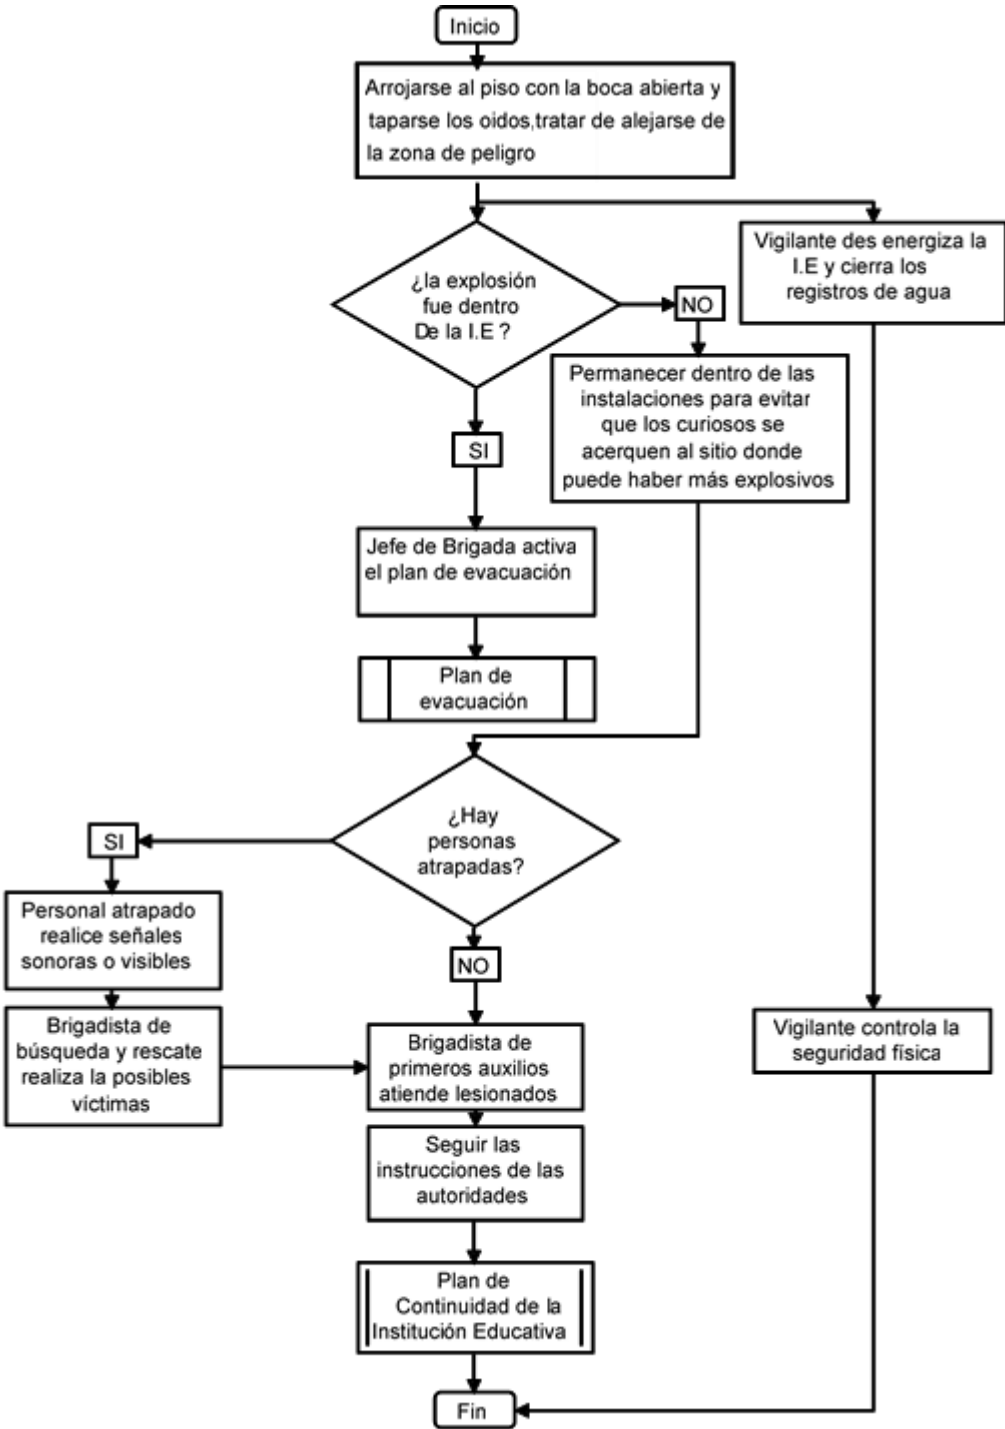 Inicio
Arrojarse al piso con la boca abierta y
taparse los oidos,tratar de alejarse de
la zona de peligro
¿la explosión
fue dentro
De la I.E ?
NO
Vigilante des energiza la
I.E y cierra los
registros de agua
Permanecer dentro de las
instalaciones para evitar
que los curiosos se
acerquen al sitio donde
puede haber más explosivos
SI
Jefe de Brigada activa
el plan de evacuación
Plan de
evacuación
¿Hay
personas
atrapadas?
SI
Personal atrapado
realice señales
sonoras o visibles
NO
Brigadista de
búsqueda y rescate
realiza la posibles
víctimas
Brigadista de
primeros auxilios
atiende lesionados
Vigilante controla la
seguridad física
Seguir las
instrucciones de las
autoridades
Plan de
Continuidad de la
Institución Educativa
Fin